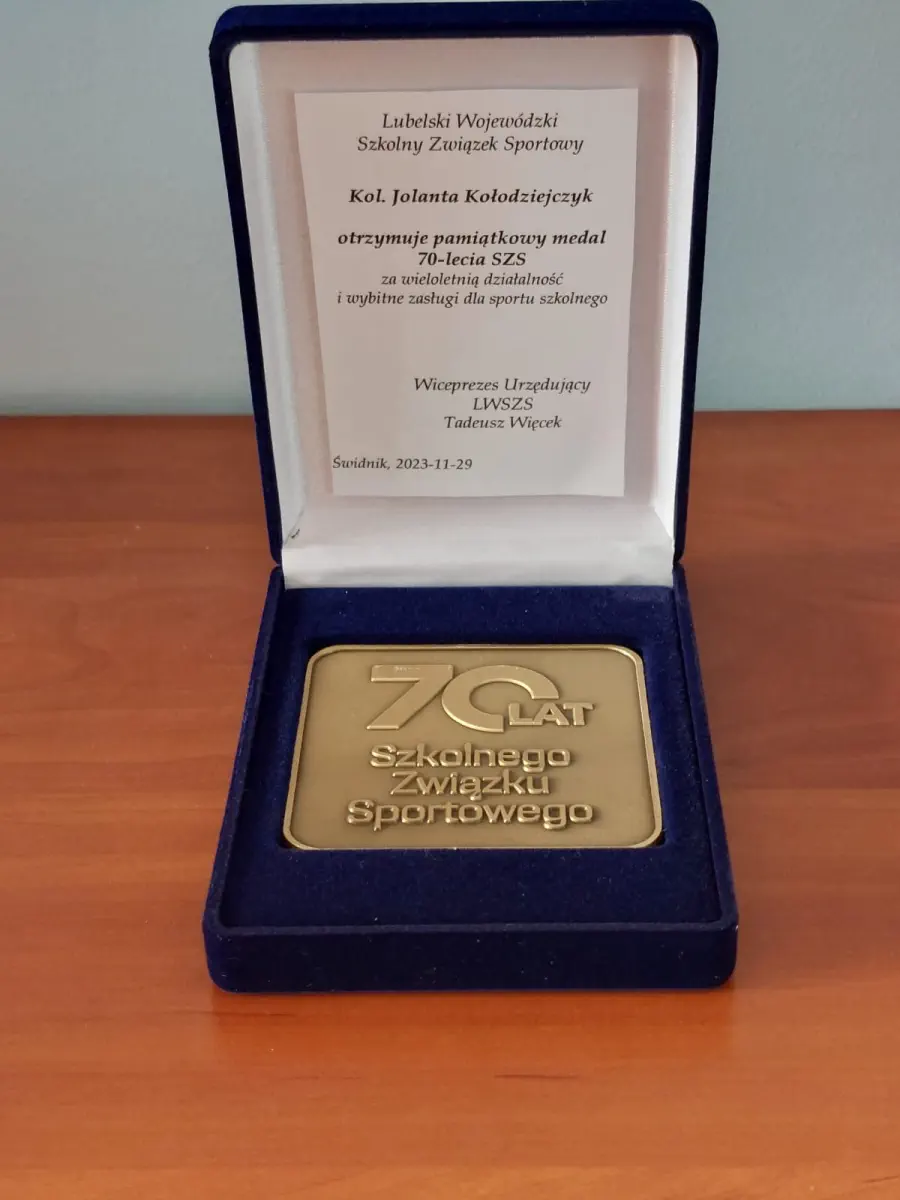 Lubelski Wojewódzki
Szkolny Związek Sportowy
Kol. Jolanta Kołodziejczyk
otrzymuje pamiątkowy medal
70-lecia SZS
za wieloletnią działalność
i wybitne zasługi dla sportu szkolnego
Wiceprezes Urzędujący
LWSZS
Tadeusz Więcek
Świdnik, 2023-11-29
70 LAT
Szkolnego
Związku
Sportowego